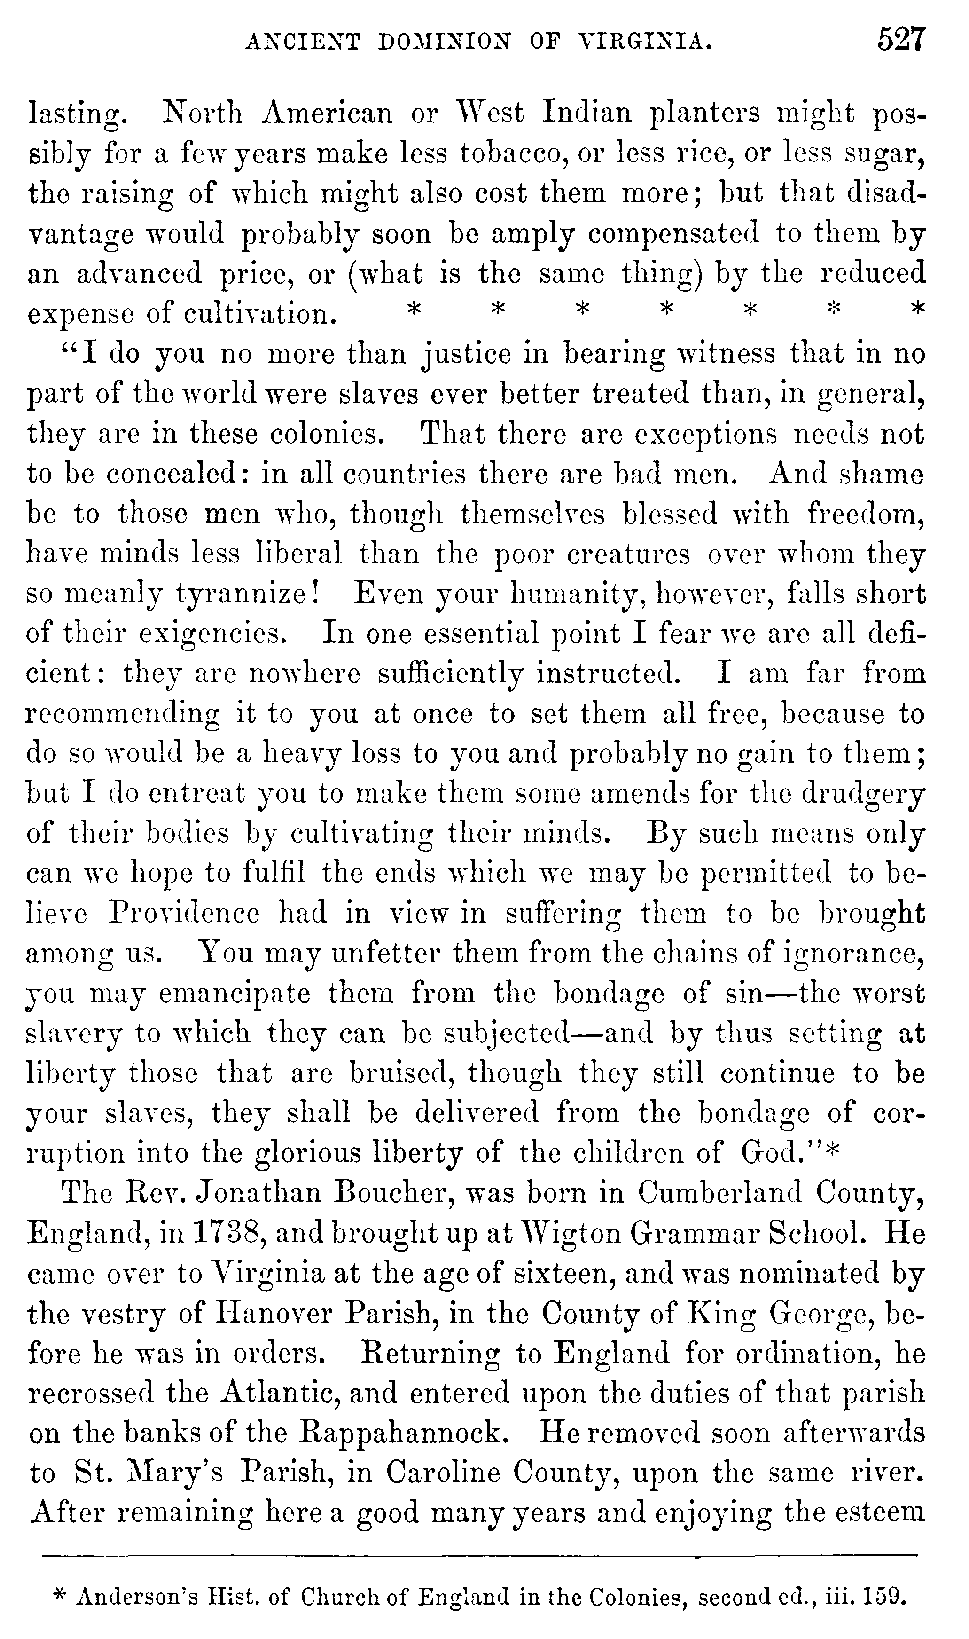 ANCIENT DOMINION OF VIRGINIA. 527
lasting. North American or West Indian planters might pos-
sibly for a few years make less tobacco, or less rice, or less sugar,
the raising of which might also cost them more; but that disad-
vantage would probably soon be amply compensated to them by
an advanced price, or (what is the same thing) by the reduced
expense of cultivation. * * * * * * *
“I do you no more than justice in bearing witness that in no
part of the world were slaves ever better treated than, in general,
they are in these colonies. That there are exceptions needs not
to be concealed: in all countries there are bad men. And shame
be to those men who, though themselves blessed with freedom,
have minds less liberal than the poor creatures over whom they
so meanly tyrannize! Even your humanity, however, falls short
of their exigencies. In one essential point I fear we are all defi-
cient: they are nowhere sufficiently instructed. I am far from
recommending it to you at once to set them all free, because to
do so would be a heavy loss to you and probably no gain to them;
but I do entreat you to make them some amends for the drudgery
of their bodies by cultivating their minds. By such means only
can we hope to fulfil the ends which we may be permitted to be-
lieve Providence had in view in suffering them to be brought
among us. You may unfetter them from the chains of ignorance,
you may emancipate them from the bondage of sin—the worst
slavery to which they can be subjected—and by thus setting at
liberty those that are bruised, though they still continue to be
your slaves, they shall be delivered from the bondage of cor-
ruption into the glorious liberty of the children of God.”*
The Rev. Jonathan Boucher, was born in Cumberland County,
England, in 1738, and brought up at Wigton Grammar School. He
came over to Virginia at the age of sixteen, and was nominated by
the vestry of Hanover Parish, in the County of King George, be-
fore he was in orders. Returning to England for ordination, he
recrossed the Atlantic, and entered upon the duties of that parish
on the banks of the Rappahannock. He removed soon afterwards
to St. Mary's Parish, in Caroline County, upon the same river.
After remaining here a good many years and enjoying the esteem
* Anderson's Hist. of Church of England in the Colonies, second ed., iii. 159.